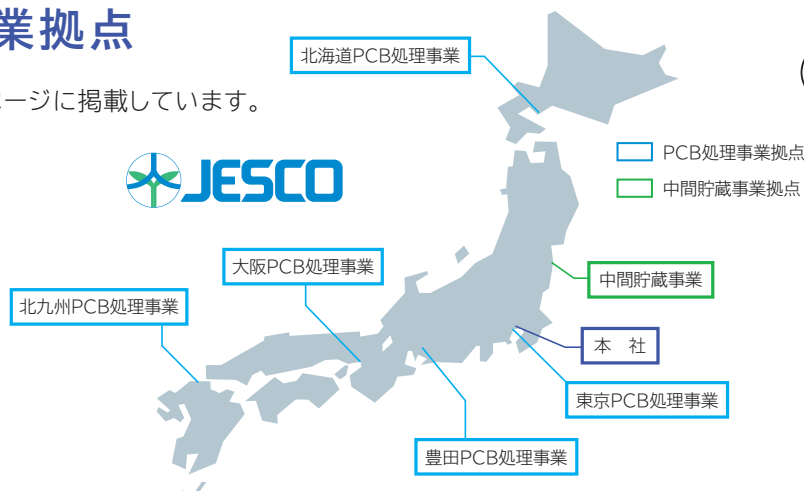 業拠点
ページに掲載しています。
北海道PCB処理事業
JESCO
PCB処理事業拠点
中間貯蔵事業拠点
大阪PCB処理事業
中間貯蔵事業
北九州PCB処理事業
本　社
東京PCB処理事業
豊田PCB処理事業